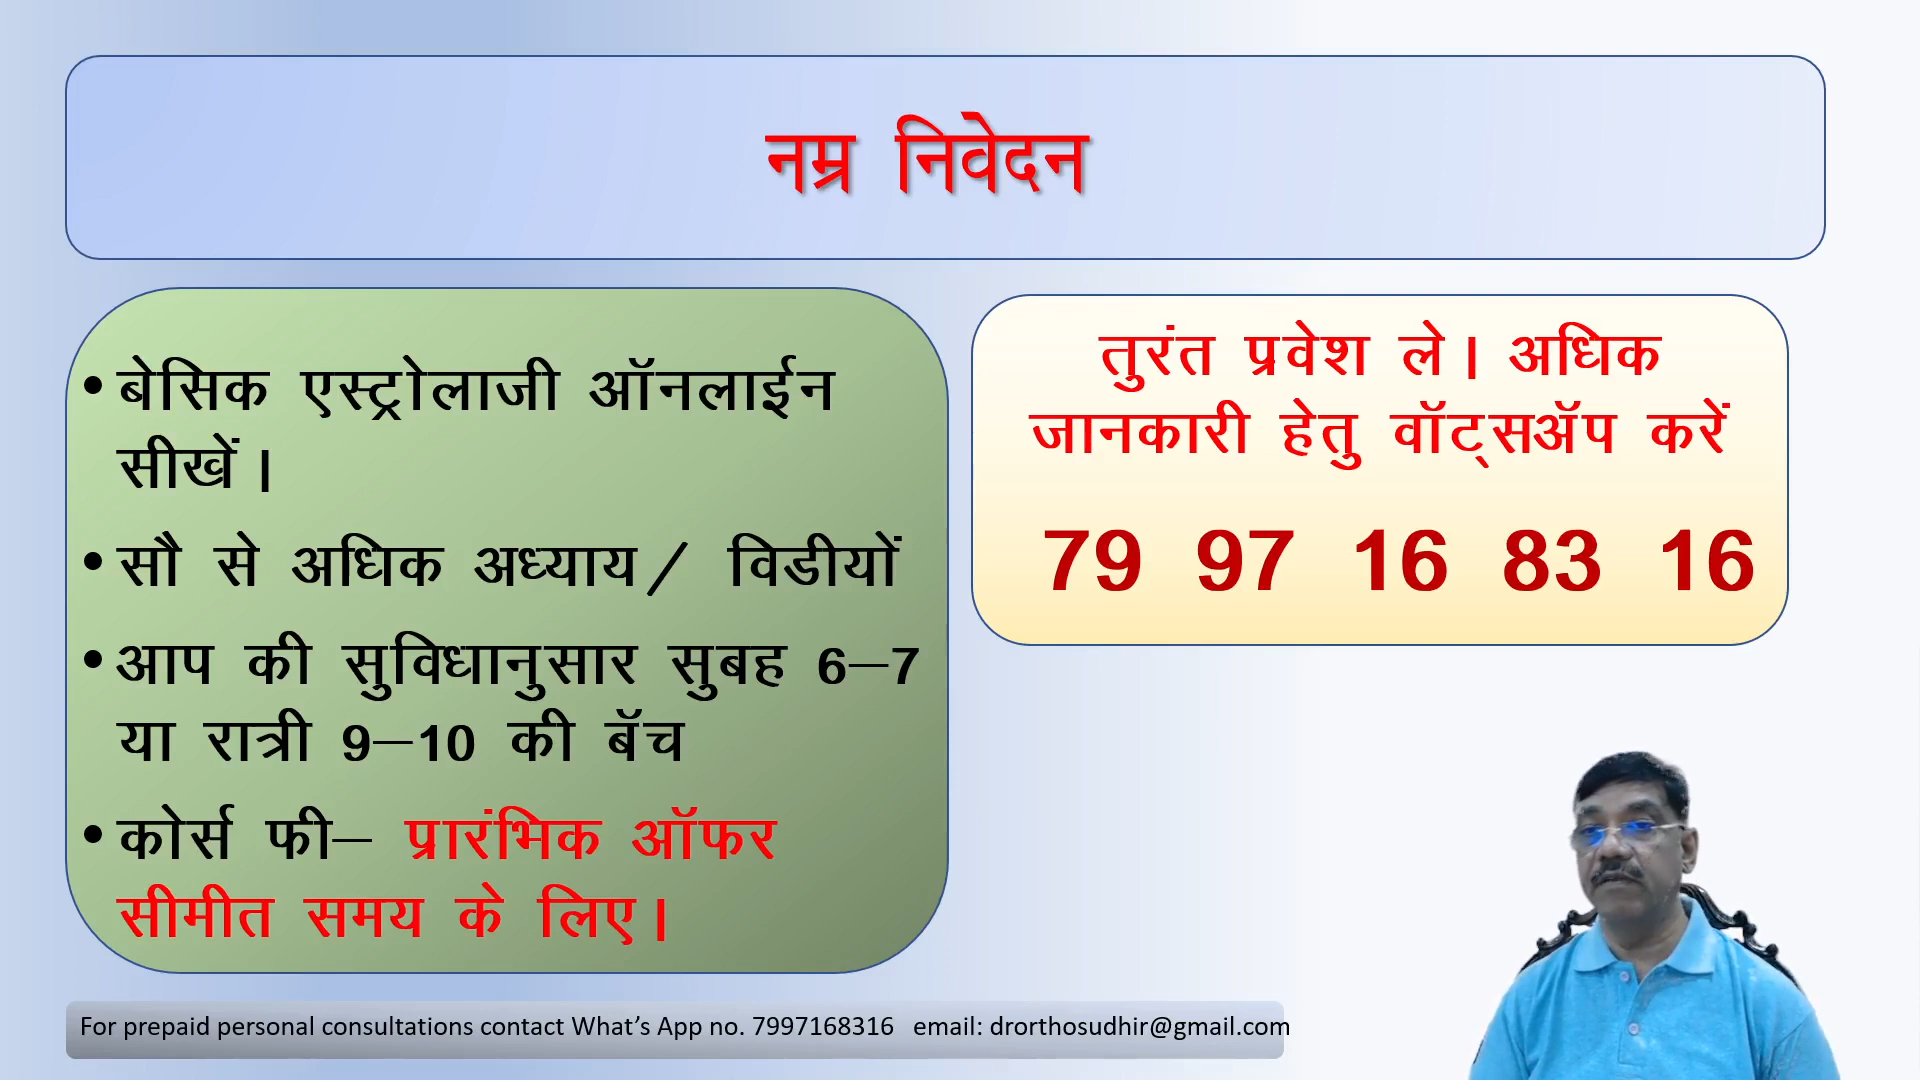 नम्र निवेदन
• बेसिक एस्ट्रोलाजी ऑनलाईन
सीखें।
• सौ से अधिक अध्याय/ विडीयों
• आप की सुविधानुसार सुबह 6–7
या रात्री 9–10 की बॅच
• कोर्स फी– प्रारंभिक ऑफर
सीमीत समय के लिए।
तुरंत प्रवेश ले। अधिक
जानकारी हेतु वॉट्सॲप करें
79 97 16 83 16
For prepaid personal consultations contact What’s App no. 7997168316 email: drorthosudhir@gmail.com